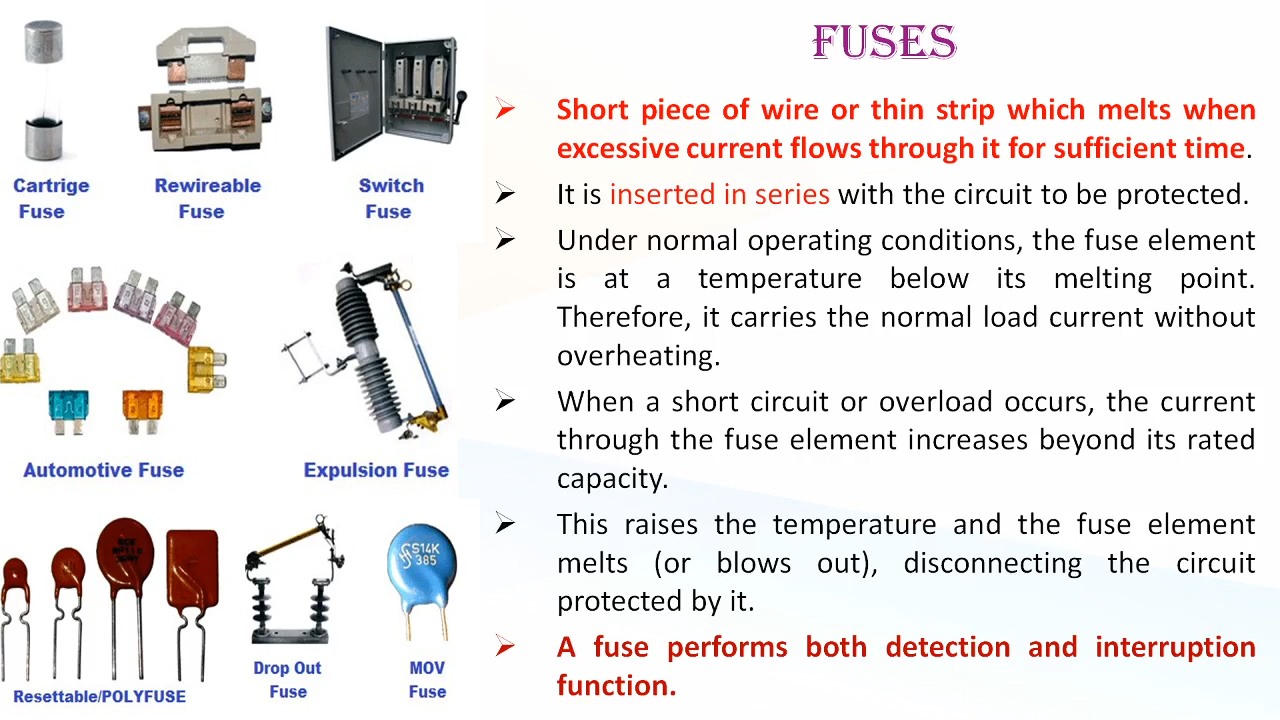 FUSES
Cartrige
Fuse
Rewireable
Fuse
Switch
Fuse
Automotive Fuse
Expulsion Fuse
S14K
385
Resettable/POLYFUSE
Drop Out
Fuse
MOV
Fuse
➢ Short piece of wire or thin strip which melts when
excessive current flows through it for sufficient time.
➢ It is inserted in series with the circuit to be protected.
➢ Under normal operating conditions, the fuse element
is at a temperature below its melting point.
Therefore, it carries the normal load current without
overheating.
➢ When a short circuit or overload occurs, the current
through the fuse element increases beyond its rated
capacity.
➢ This raises the temperature and the fuse element
melts (or blows out), disconnecting the circuit
protected by it.
➢ A fuse performs both detection and interruption
function.